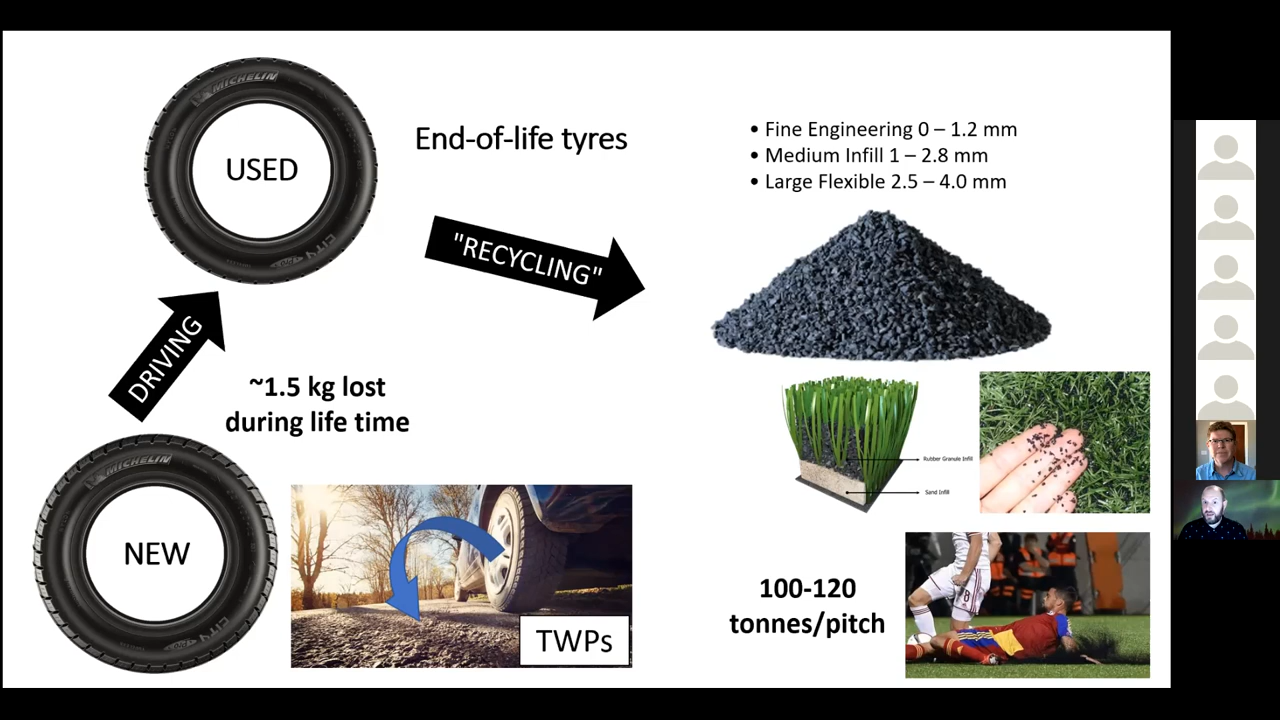 MICHELIN
USED
End-of-life tyres
• Fine Engineering 0 – 1.2 mm
• Medium Infill 1 – 2.8 mm
• Large Flexible 2.5 – 4.0 mm
"RECYCLING"
DRIVING
~1.5 kg lost
during life time
MICHELIN
NEW
TWPs
Rubber Granule Infill
Sand Infill
100-120
tonnes/pitch
8